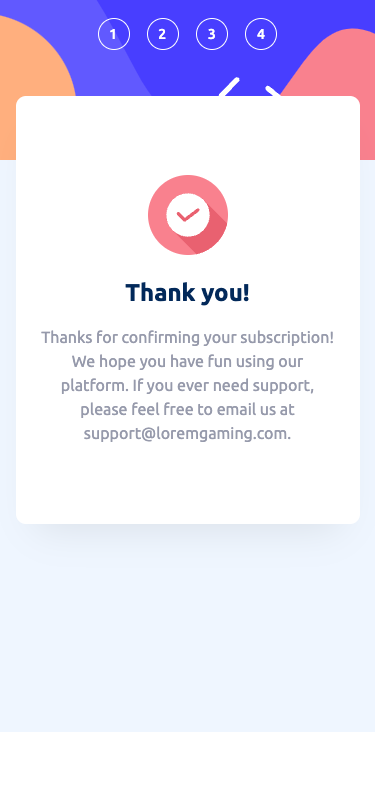 1 2 3 4
Thank you!
Thanks for confirming your subscription!
We hope you have fun using our
platform. If you ever need support,
please feel free to email us at
support@loremgaming.com.